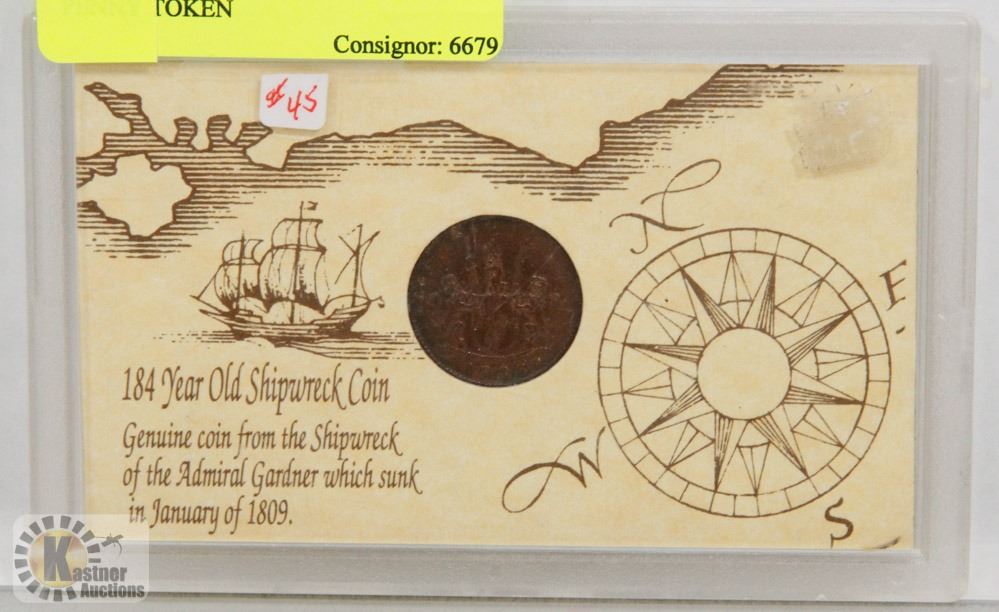 TOKEN
Consignor: 6679
$45
N
E
184 Year Old Shipwreck Coin
Genuine coin from the Shipwreck
of the Admiral Gardner which sunk
in January of 1809.
W
S
Kastner
Auctions